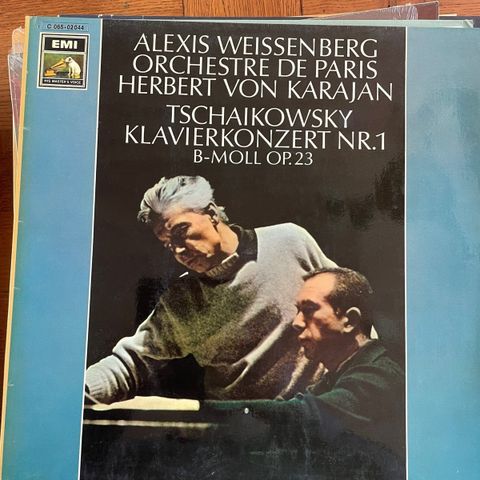 C 065-02044
EMI
HIS MASTER'S VOICE
ALEXIS WEISSENBERG
ORCHESTRE DE PARIS
HERBERT VON KARAJAN
TSCHAIKOWSKY
KLAVIERKONZERT NR.1
B-MOLL OP.23